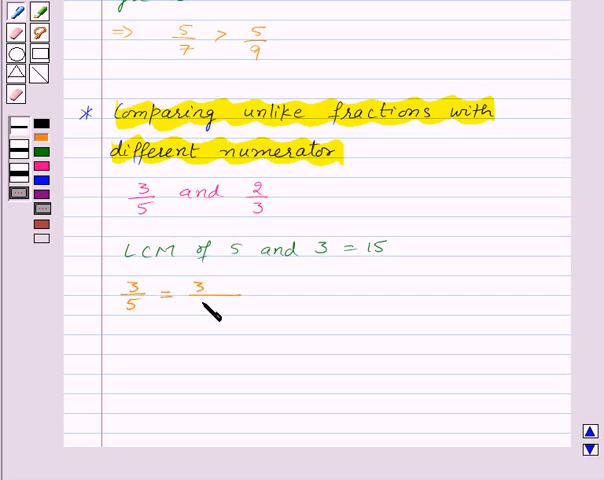 => 5/7 > 5/9
* Comparing unlike fractions with
different numerator
3/5 and 2/3
LCM of 5 and 3 = 15
3/5 = 3/